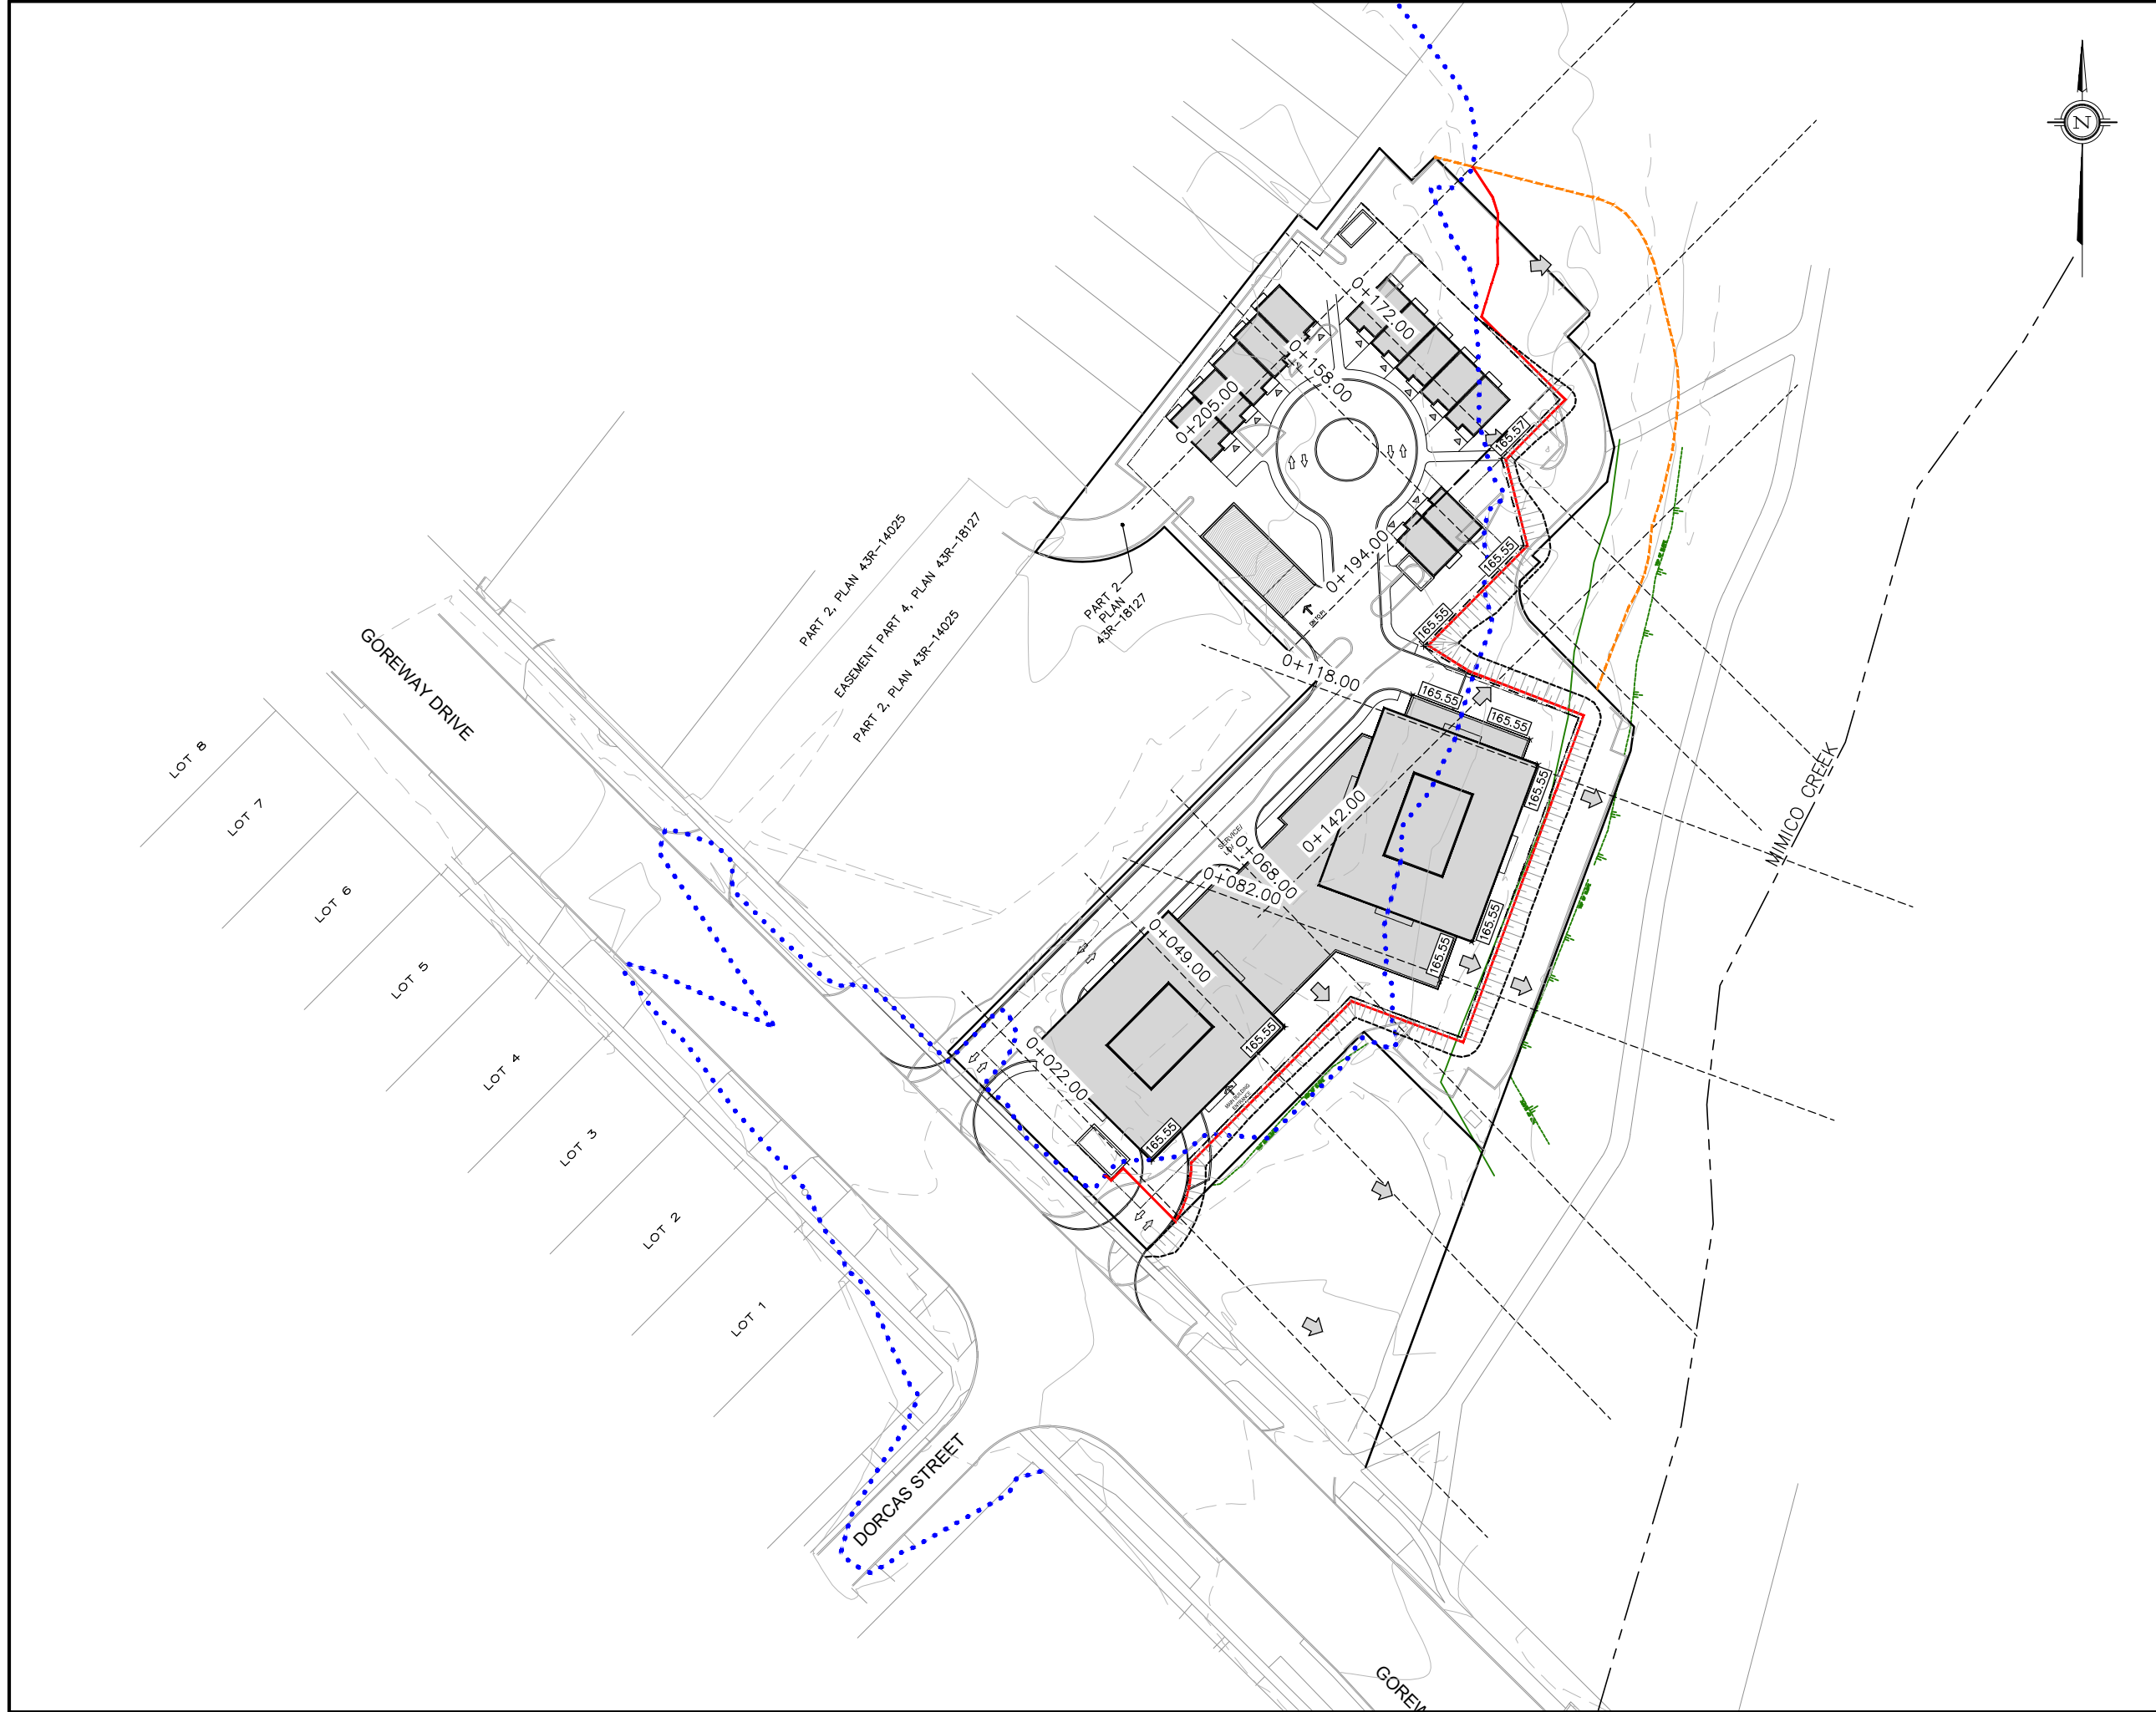 N
0+172.00
0+158.00
0+205.00
165.57
PART 2, PLAN 43R-14025
EASEMENT PART 4, PLAN 43R-18127
PART 2, PLAN 43R-14025
PART 2
PLAN
43R-18127
0+194.00
165.55
165.55
GOREWAY DRIVE
0+118.00
165.55
165.55
165.55
LOT 8
LOT 7
LOT 6
LOT 5
LOT 4
LOT 3
LOT 2
LOT 1
MIMICO CREEK
0+142.00
SERVICE/
0+068.00
0+082.00
0+049.00
165.55
165.55
165.55
0+022.00
MAIN BUILDING
ENTRANCE
165.55
DORCAS STREET
GOREW